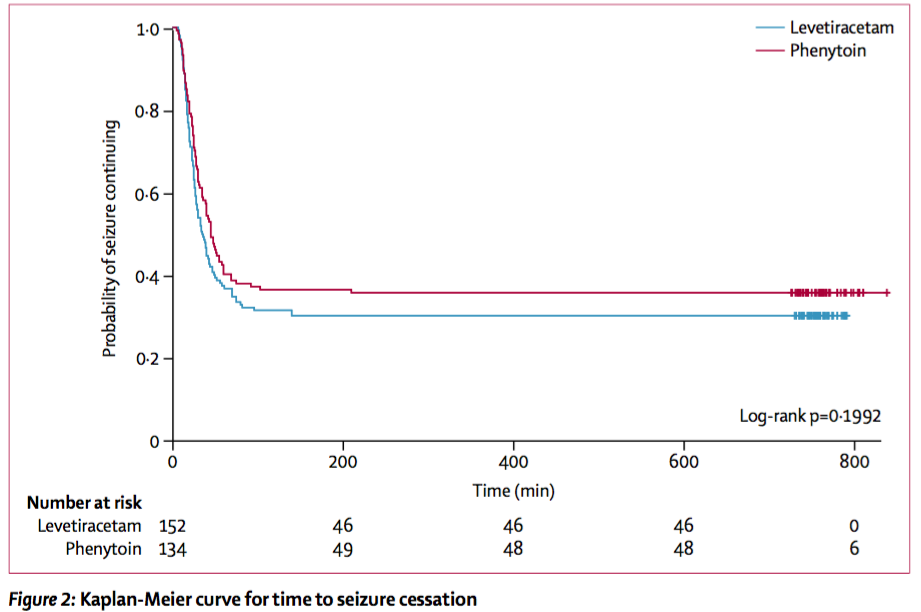 Levetiracetam
Phenytoin
1·0
0·8
0·6
0·4
0·2
0
Probability of seizure continuing
Log-rank p=0·1992
0 200 400 600 800
Time (min)
Number at risk
Levetiracetam 152 46 46 46 0
Phenytoin 134 49 48 48 6
Figure 2: Kaplan-Meier curve for time to seizure cessation